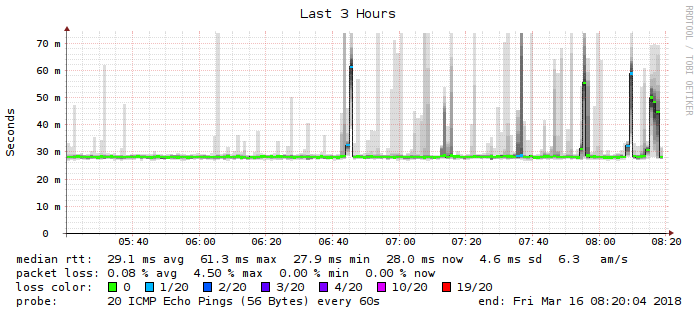 Last 3 Hours
RRDTOOL / TOBI OETIKER
Seconds
70 m
60 m
50 m
40 m
30 m
20 m
10 m
0
05:40 06:00 06:20 06:40 07:00 07:20 07:40 08:00 08:20
median rtt: 29.1 ms avg 61.3 ms max 27.9 ms min 28.0 ms now 4.6 ms sd 6.3 am/s
packet loss: 0.08 % avg 4.50 % max 0.00 % min 0.00 % now
loss color: 0 1/20 2/20 3/20 4/20 10/20 19/20
probe: 20 ICMP Echo Pings (56 Bytes) every 60s end: Fri Mar 16 08:20:04 2018